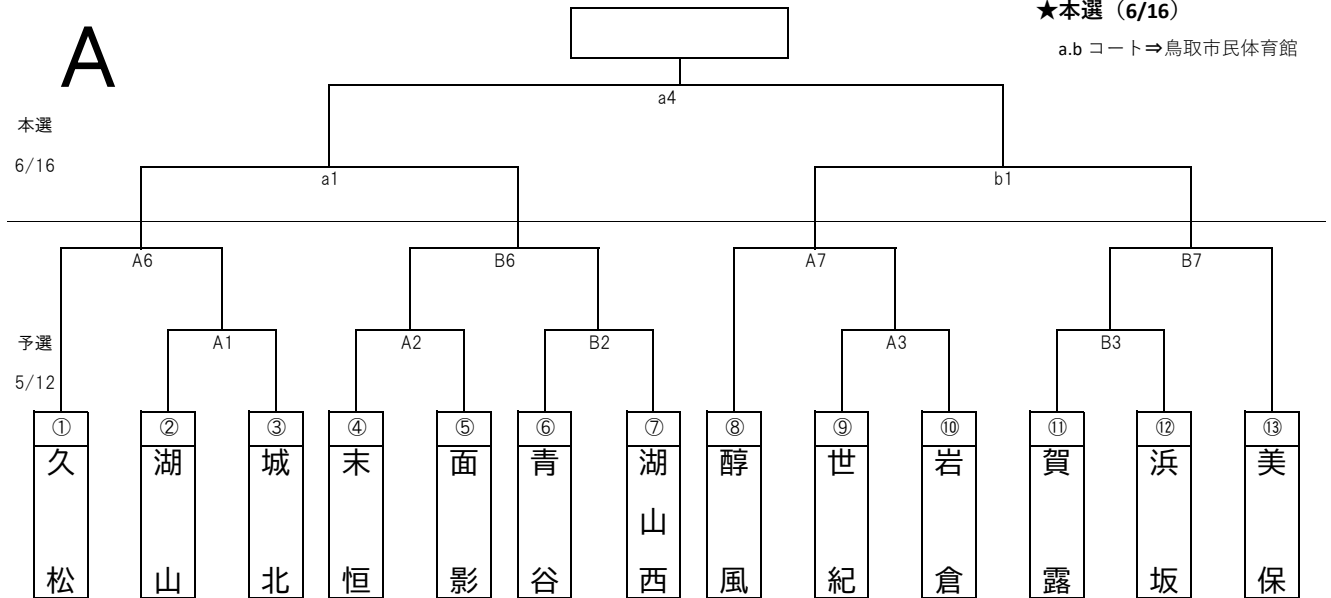 ★本選（6/16）
a.b コート⇒鳥取市民体育館
A
a4
本選
6/16
a1
b1
A6
B6
A7
B7
予選
A1
A2
B2
A3
B3
5/12
① ② ③ ④ ⑤ ⑥ ⑦ ⑧ ⑨ ⑩ ⑪ ⑫ ⑬
久松
湖山
城北
末恒
面影
青谷
湖山西
醇風
世紀
岩倉
賀露
浜坂
美保